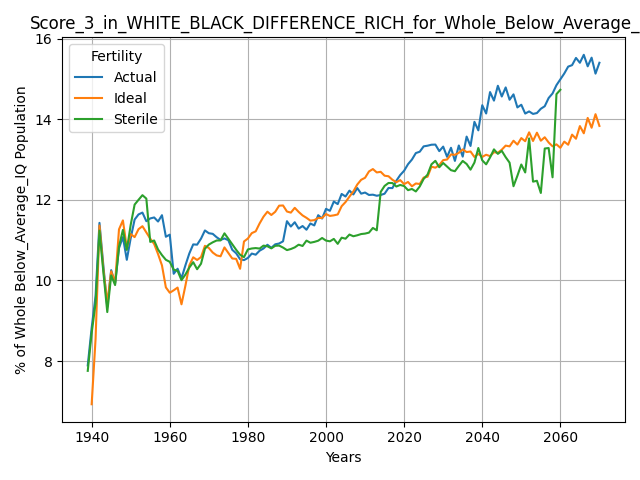 Score_3_in_WHITE_BLACK_DIFFERENCE_RICH_for_Whole_Below_Average_
16
14
12
10
8
% of Whole Below_Average_IQ Population
Fertility
Actual
Ideal
Sterile
1940
1960
1980
2000
2020
2040
2060
Years